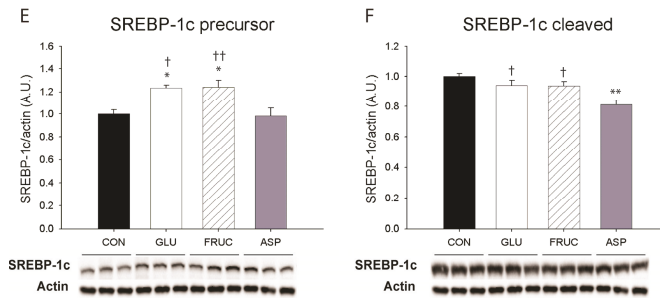 E
SREBP-1c precursor
SREBP-1c/actin (A.U.)
1.6
1.4
1.2
1.0
0.8
0.6
0.4
0.2
0.0
†
*
††
*
CON GLU FRUC ASP
SREBP-1c
Actin
F
SREBP-1c cleaved
SREBP-1c/actin (A.U.)
1.2
1.0
0.8
0.6
0.4
0.2
0.0
†
†
**
CON GLU FRUC ASP
SREBP-1c
Actin